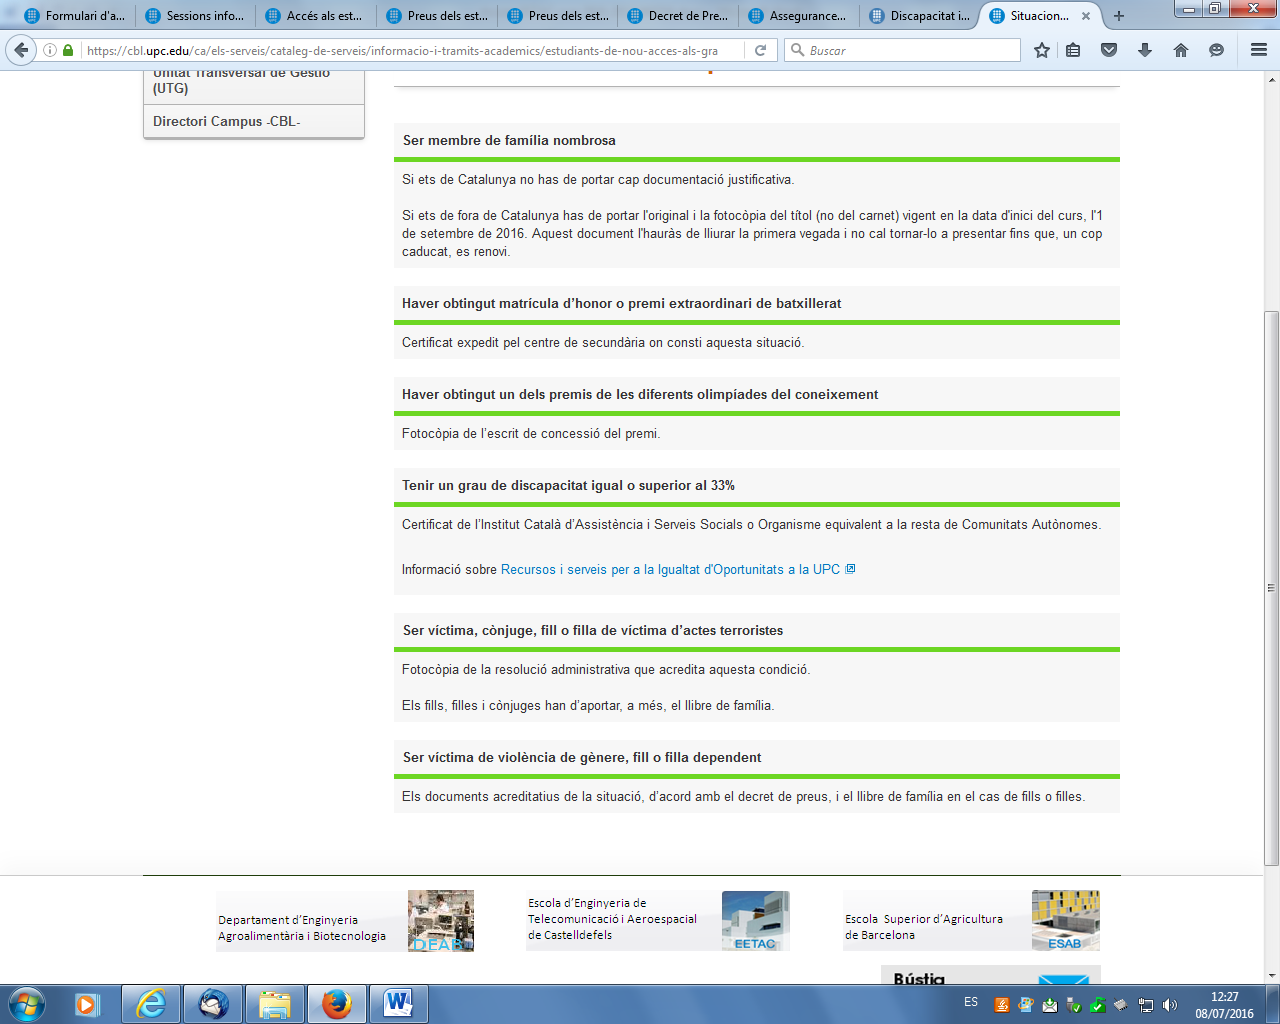 Formulari d'a...
Sessions info...
Accés als est...
Preus dels est...
Preus dels est...
Decret de Pre...
Assegurance...
Discapacitat i...
Situacion...
https://cbl.upc.edu/ca/els-serveis/cataleg-de-serveis/informacio-i-tramits-academics/estudiants-de-nou-acces-als-gra
Buscar
Unitat Transversal de Gestió
(UTG)
Directori Campus -CBL-
Ser membre de família nombrosa
Si ets de Catalunya no has de portar cap documentació justificativa.
Si ets de fora de Catalunya has de portar l'original i la fotocòpia del títol (no del carnet) vigent en la data d'inici del curs, l'1
de setembre de 2016. Aquest document l'hauràs de lliurar la primera vegada i no cal tornar-lo a presentar fins que, un cop
caducat, es renovi.
Haver obtingut matrícula d’honor o premi extraordinari de batxillerat
Certificat expedit pel centre de secundària on consti aquesta situació.
Haver obtingut un dels premis de les diferents olimpíades del coneixement
Fotocòpia de l’escrit de concessió del premi.
Tenir un grau de discapacitat igual o superior al 33%
Certificat de l’Institut Català d’Assistència i Serveis Socials o Organisme equivalent a la resta de Comunitats Autònomes.
Informació sobre Recursos i serveis per a la Igualtat d'Oportunitats a la UPC
Ser víctima, cònjuge, fill o filla de víctima d’actes terroristes
Fotocòpia de la resolució administrativa que acredita aquesta condició.
Els fills, filles i cònjuges han d’aportar, a més, el llibre de família.
Ser víctima de violència de gènere, fill o filla dependent
Els documents acreditatius de la situació, d’acord amb el decret de preus, i el llibre de família en el cas de fills o filles.
Departament d’Enginyeria
Agroalimentària i Biotecnologia
DEAB
Escola d’Enginyeria de
Telecomunicació i Aeroespacial
de Castelldefels
EETAC
Escola Superior d’Agricultura
de Barcelona
ESAB
Bústia
ES
12:27
08/07/2016